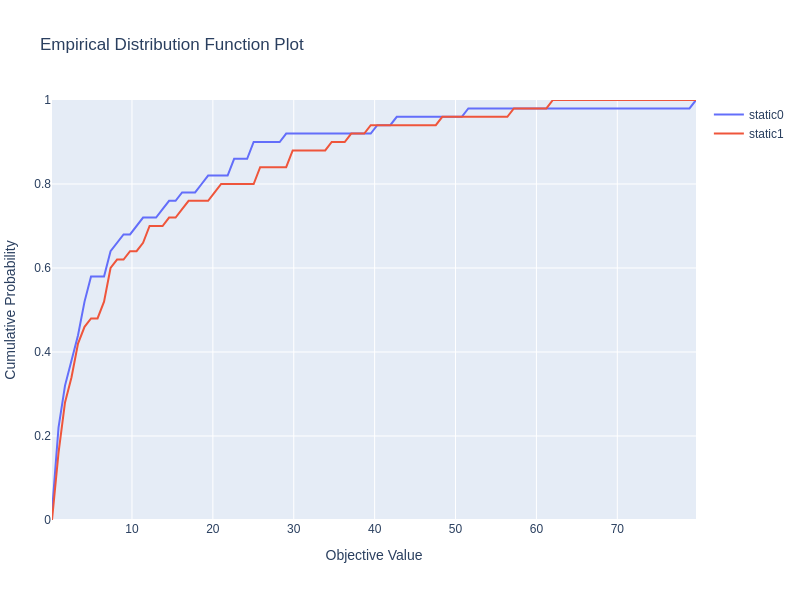 Empirical Distribution Function Plot
static0
static1
Cumulative Probability
1
0.8
0.6
0.4
0.2
0
10 20 30 40 50 60 70
Objective Value